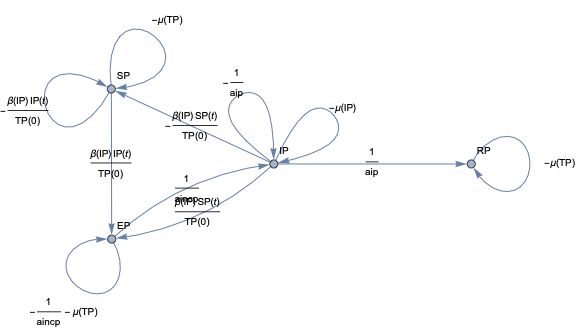 -μ(TP)
SP
- β(IP) IP(t)
TP(0)
- 1
aip
-μ(IP)
- β(IP) SP(t)
TP(0)
β(IP) IP(t)
TP(0)
IP
1
aip
RP
-μ(TP)
1
aincp
β(IP) SP(t)
TP(0)
EP
- 1
aincp
-μ(TP)